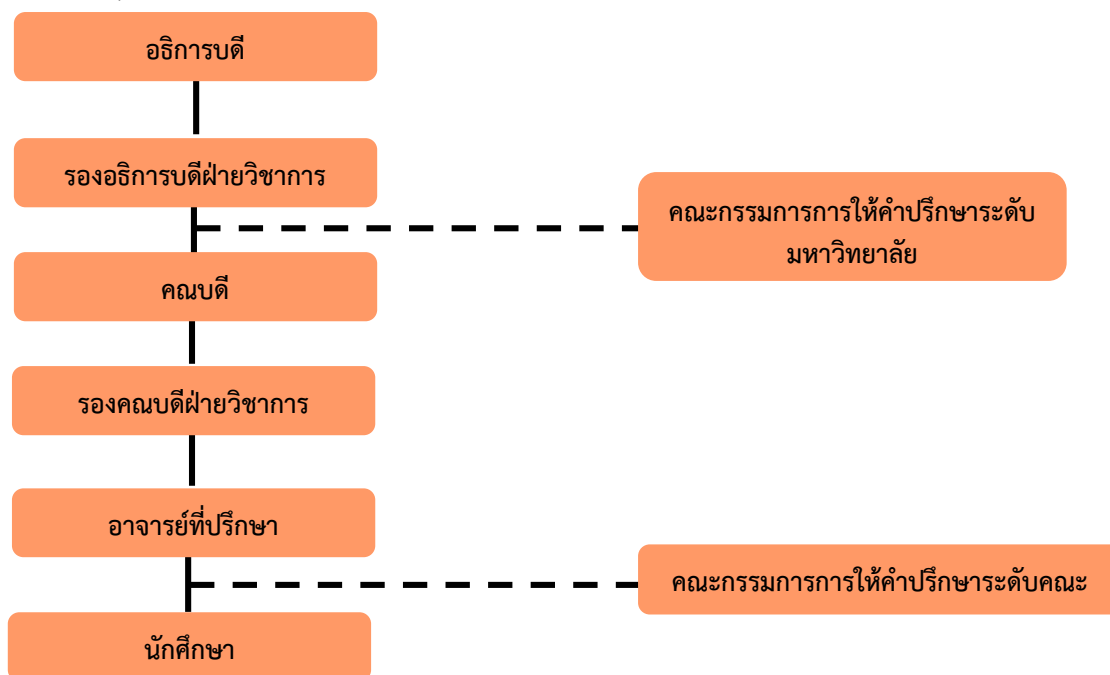 อธิการบดี
รองอธิการบดีฝ่ายวิชาการ
คณะกรรมการการให้คำปรึกษาระดับ
มหาวิทยาลัย
คณบดี
รองคณบดีฝ่ายวิชาการ
อาจารย์ที่ปรึกษา
คณะกรรมการการให้คำปรึกษาระดับคณะ
นักศึกษา